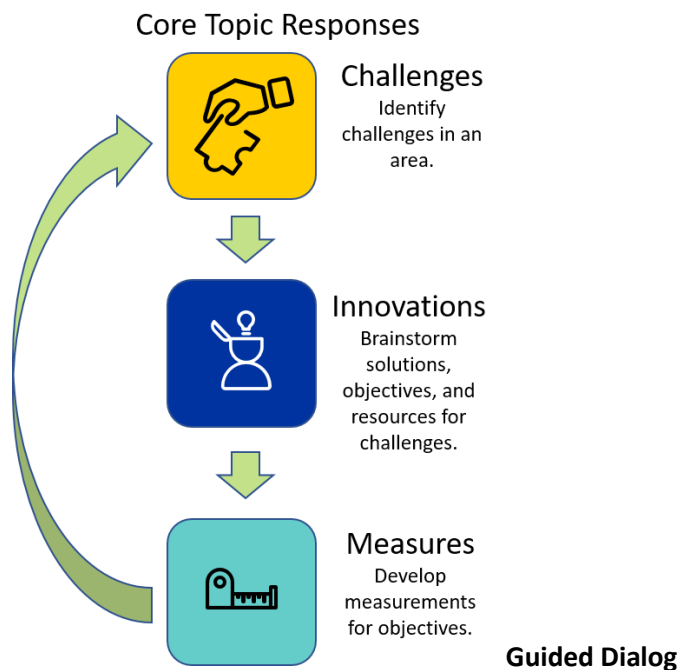 Core Topic Responses
Challenges
Identify
challenges in an
area.
Innovations
Brainstorm
solutions,
objectives, and
resources for
challenges.
Measures
Develop
measurements
for objectives.
Guided Dialog